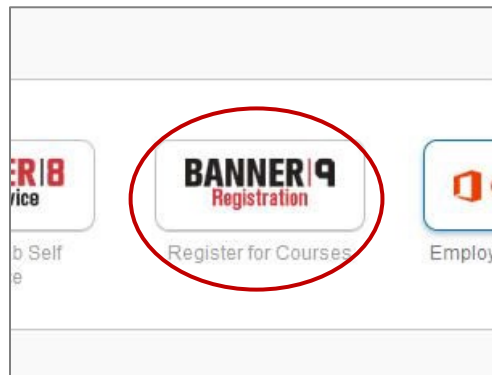 ER|8
vice
b Self
e
BANNER|9
Registration
Register for Courses
Employ